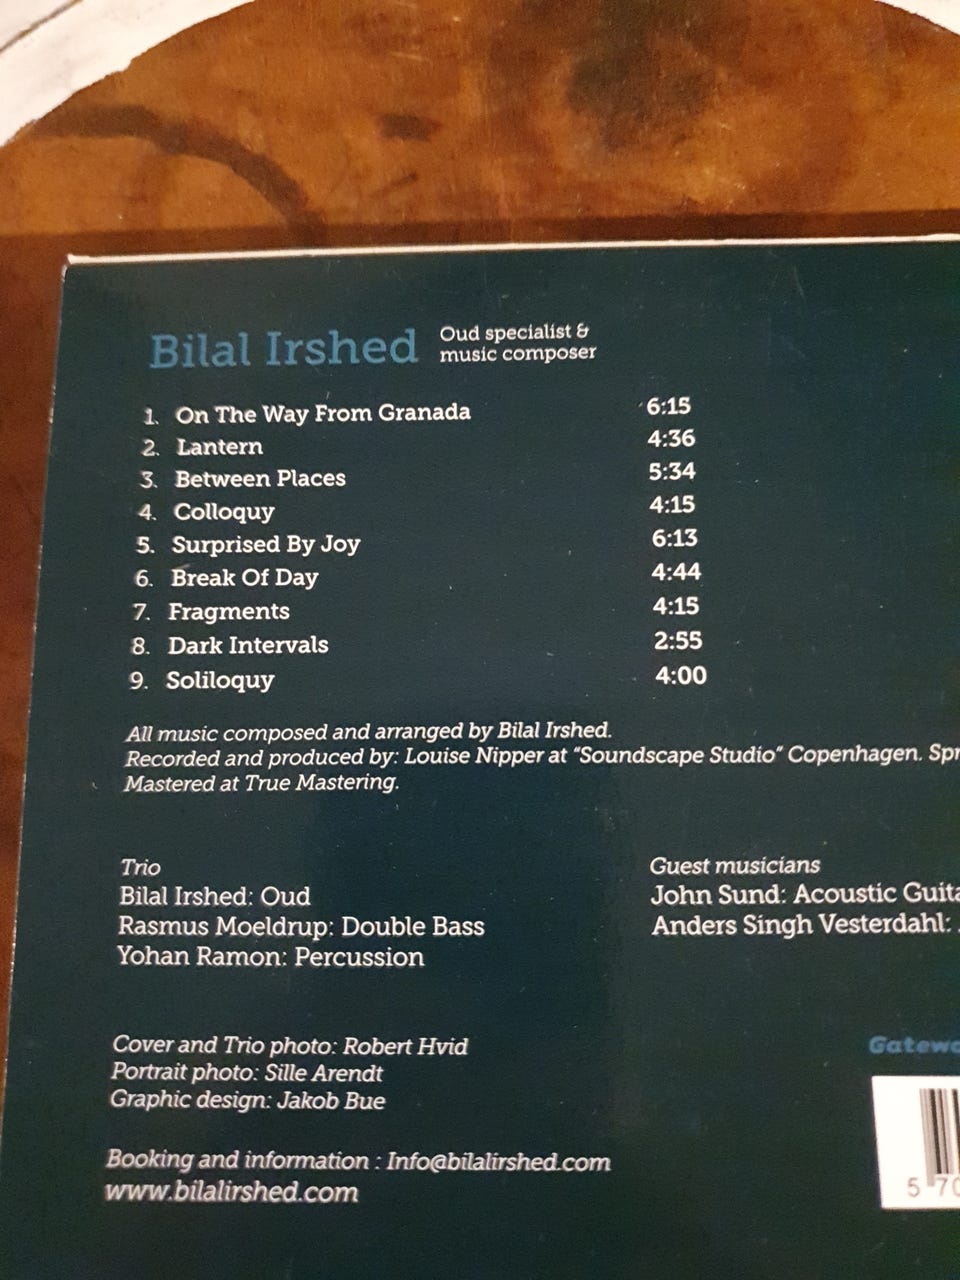 Bilal Irshed
Oud specialist &
music composer
1. On The Way From Granada 6:15
2. Lantern 4:36
3. Between Places 5:34
4. Colloquy 4:15
5. Surprised By Joy 6:13
6. Break Of Day 4:44
7. Fragments 4:15
8. Dark Intervals 2:55
9. Soliloquy 4:00
All music composed and arranged by Bilal Irshed.
Recorded and produced by: Louise Nipper at "Soundscape Studio" Copenhagen.
Mastered at True Mastering.
Trio
Bilal Irshed: Oud
Rasmus Moeldrup: Double Bass
Yohan Ramon: Percussion
Guest musicians
John Sund: Acoustic
Anders Singh Vesterdahl:
Cover and Trio photo: Robert Hvid
Portrait photo: Sille Arendt
Graphic design: Jakob Bue
Booking and information : Info@bilalirshed.com
www.bilalirshed.com
5 70